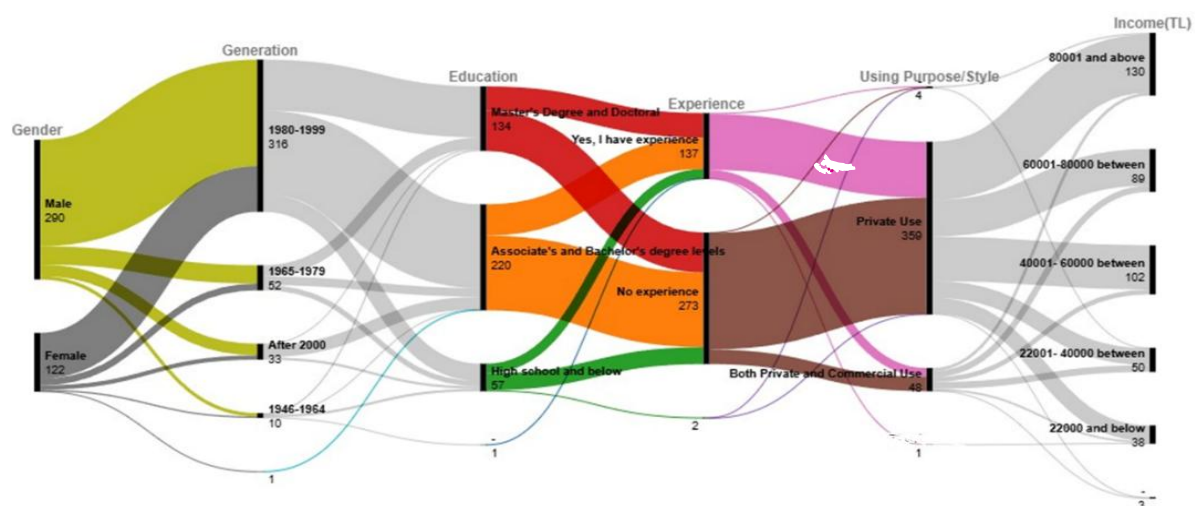 Gender
Male
290
Female
122
Generation
1980-1999
316
1965-1979
52
After 2000
33
1946-1964
10
1
Education
Master's Degree and Doctoral
134
Associate's and Bachelor's degree levels
220
High school and below
57
-
1
Experience
Yes, I have experience
137
No experience
273
2
Using Purpose/Style
-
4
Private Use
359
Both Private and Commercial Use
48
1
Income(TL)
80001 and above
130
60001-80000 between
89
40001- 60000 between
102
22001- 40000 between
50
22000 and below
38
-